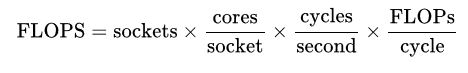 FLOPS = sockets × cores/socket × cycles/second × FLOPs/cycle